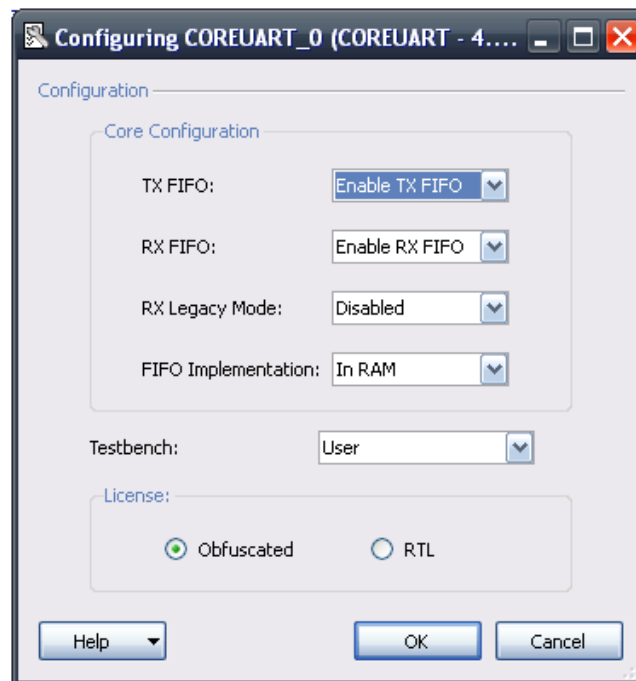 Configuring COREUART_0 (COREUART - 4....
Configuration
Core Configuration
TX FIFO: Enable TX FIFO
RX FIFO: Enable RX FIFO
RX Legacy Mode: Disabled
FIFO Implementation: In RAM
Testbench: User
License:
Obfuscated RTL
Help OK Cancel